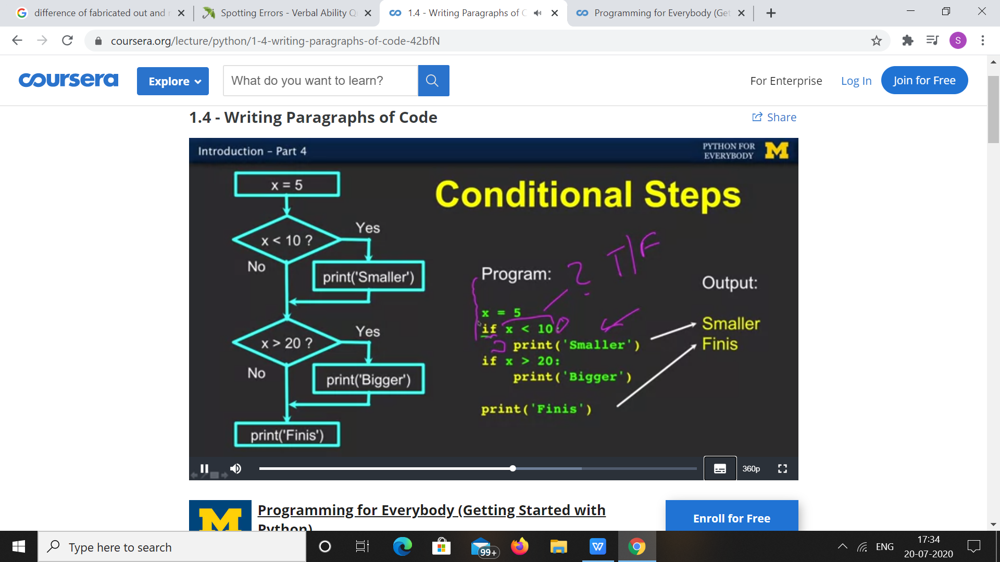 difference of fabricated out and
Spotting Errors - Verbal Ability Q
1.4 - Writing Paragraphs of C
Programming for Everybody (Get
coursera.org/lecture/python/1-4-writing-paragraphs-of-code-42bfN
S
coursera
Explore
What do you want to learn?
For Enterprise
Log In
Join for Free
1.4 - Writing Paragraphs of Code
Share
Introduction – Part 4
PYTHON FOR
EVERYBODY
M
Conditional Steps
x = 5
x < 10 ?
Yes
No
print('Smaller')
x > 20 ?
Yes
No
print('Bigger')
print('Finis')
? T/F
Program:
x = 5
if x < 10:
print('Smaller')
if x > 20:
print('Bigger')
print('Finis')
Output:
Smaller
Finis
360p
M
Programming for Everybody (Getting Started with
Python)
Enroll for Free
Type here to search
99+
W
ENG
17:34
20-07-2020